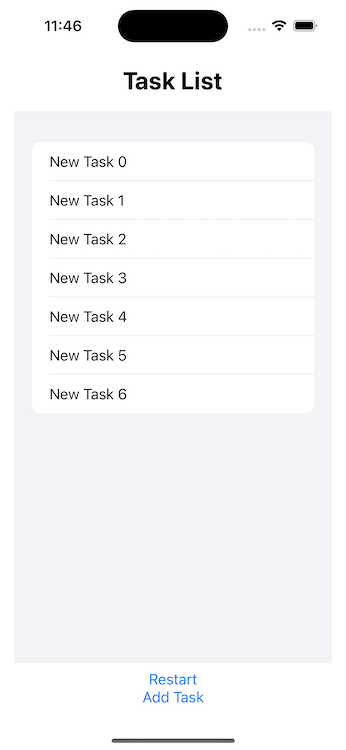 11:46
Task List
New Task 0
New Task 1
New Task 2
New Task 3
New Task 4
New Task 5
New Task 6
Restart
Add Task